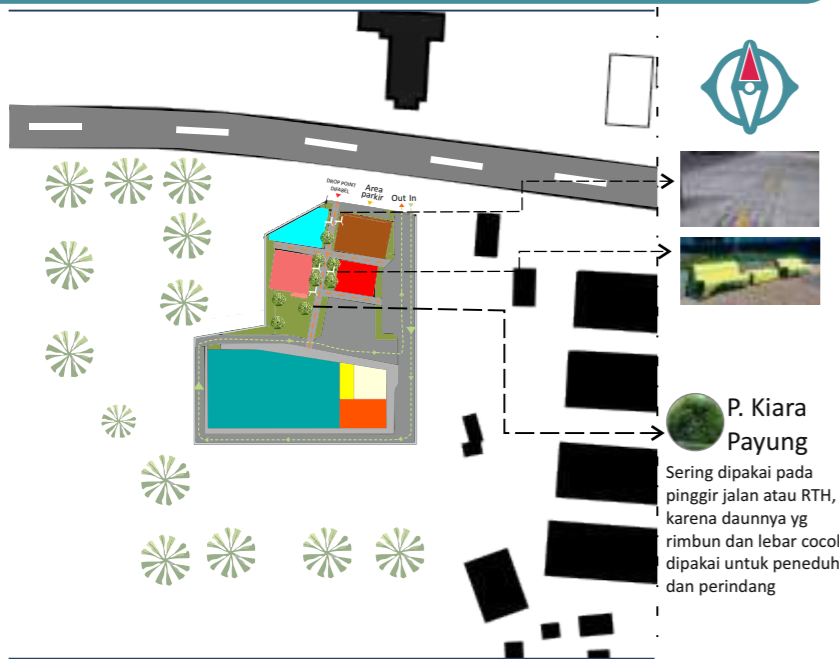 DROP POINT
DIFABEL
Area
parkir
Out In
P. Kiara
Payung
Sering dipakai pada
pinggir jalan atau RTH,
karena daunnya yg
rimbun dan lebar cocok
dipakai untuk peneduh
dan perindang